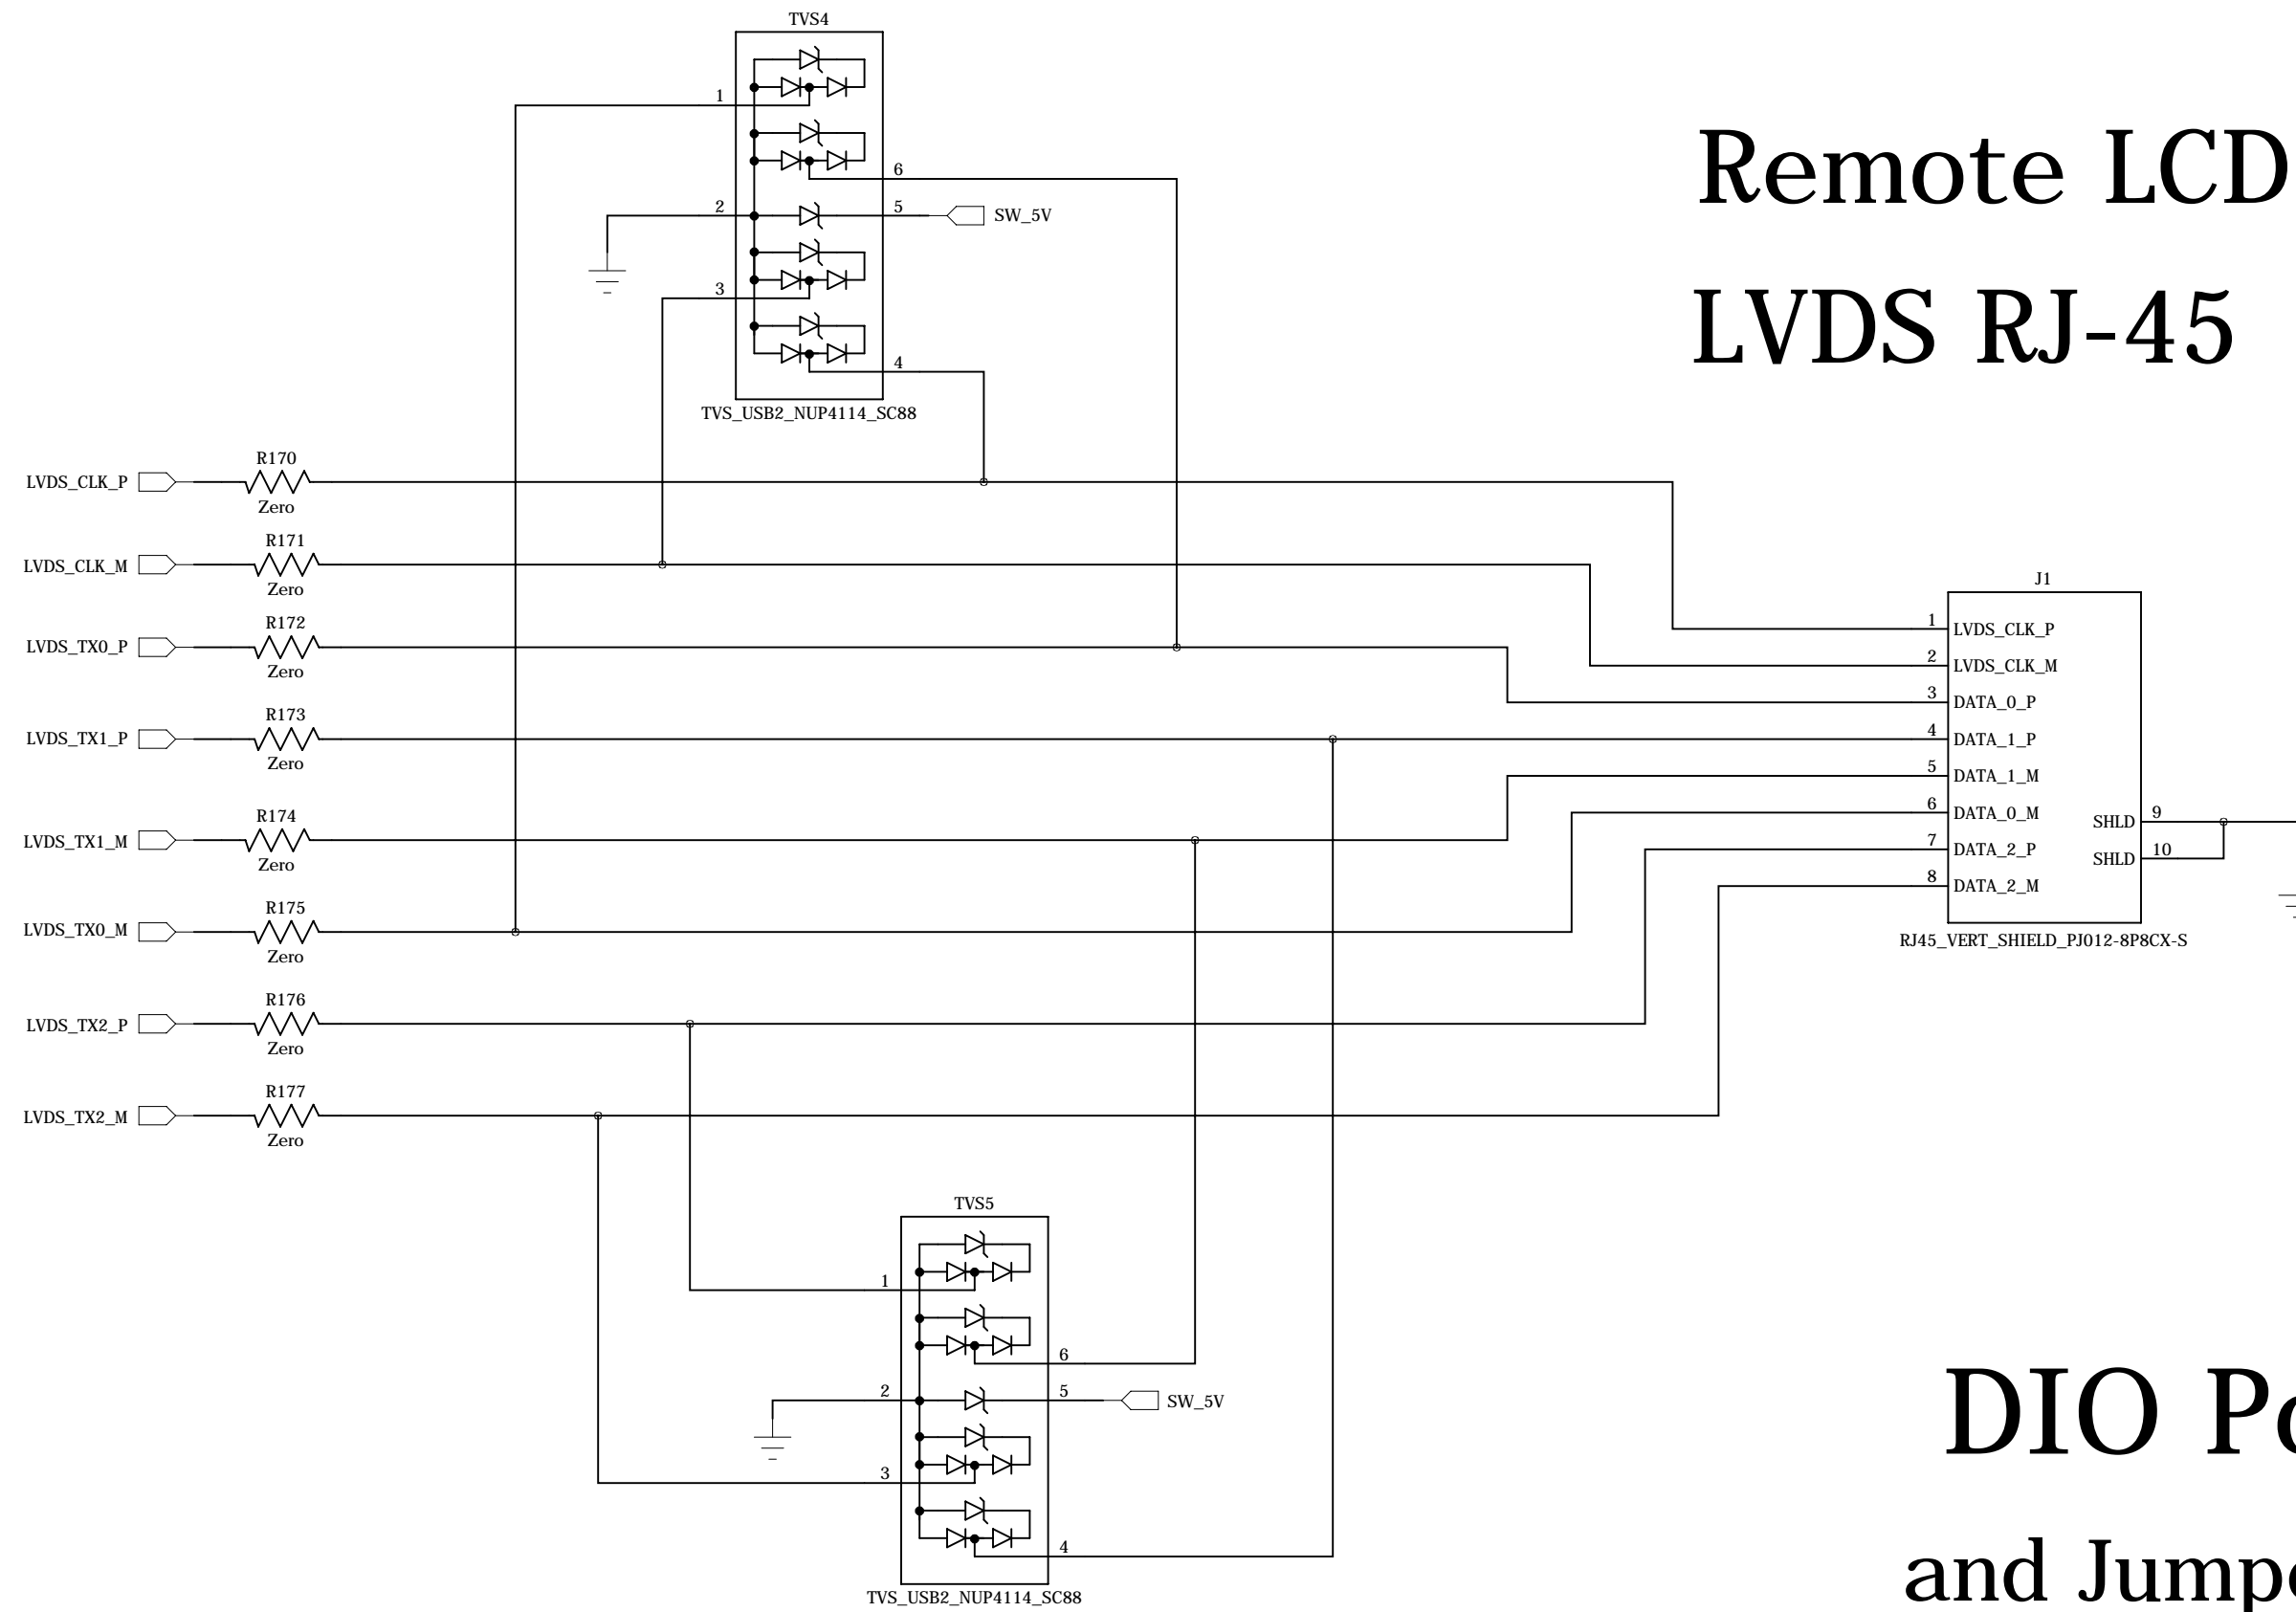 TVS4
1
6
2
5
SW_5V
3
4
TVS_USB2_NUP4114_SC88
Remote LCD
LVDS RJ-45
LVDS_CLK_P
R170
Zero
LVDS_CLK_M
R171
Zero
LVDS_TX0_P
R172
Zero
LVDS_TX1_P
R173
Zero
LVDS_TX1_M
R174
Zero
LVDS_TX0_M
R175
Zero
LVDS_TX2_P
R176
Zero
LVDS_TX2_M
R177
Zero
J1
1 LVDS_CLK_P
2 LVDS_CLK_M
3 DATA_0_P
4 DATA_1_P
5 DATA_1_M
6 DATA_0_M
SHLD 9
7 DATA_2_P
SHLD 10
8 DATA_2_M
RJ45_VERT_SHIELD_PJ012-8P8CX-S
TVS5
1
6
2
5
SW_5V
3
4
TVS_USB2_NUP4114_SC88
DIO
and